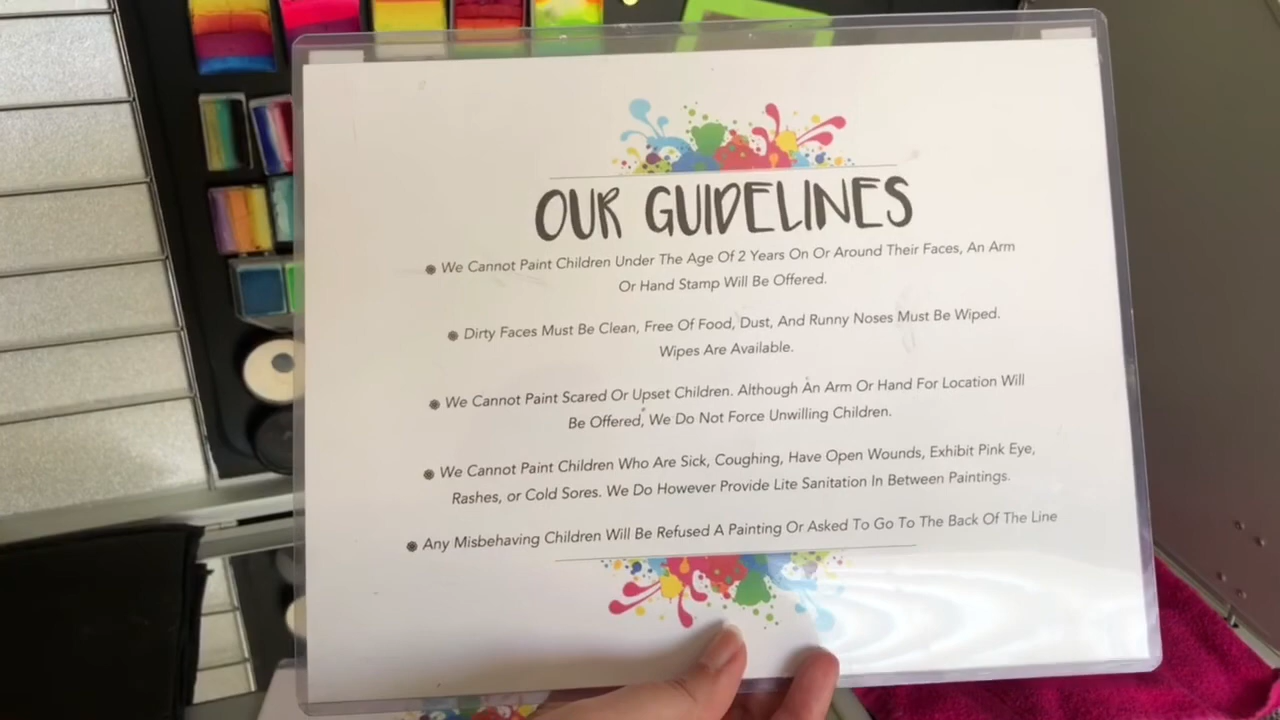 OUR GUIDELINES
We Cannot Paint Children Under The Age Of 2 Years On Or Around Their Faces, An Arm
Or Hand Stamp Will Be Offered.
Dirty Faces Must Be Clean, Free Of Food, Dust, And Runny Noses Must Be Wiped.
Wipes Are Available.
We Cannot Paint Scared Or Upset Children. Although An Arm Or Hand For Location Will
Be Offered, We Do Not Force Unwilling Children.
We Cannot Paint Children Who Are Sick, Coughing, Have Open Wounds, Exhibit Pink Eye,
Rashes, or Cold Sores. We Do However Provide Lite Sanitation In Between Paintings.
Any Misbehaving Children Will Be Refused A Painting Or Asked To Go To The Back Of The Line